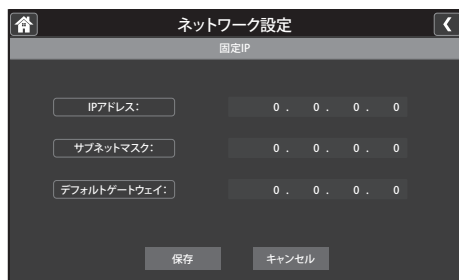 ネットワーク設定
固定IP
IPアドレス: 0 . 0 . 0 . 0
サブネットマスク: 0 . 0 . 0 . 0
デフォルトゲートウェイ: 0 . 0 . 0 . 0
保存 キャンセル